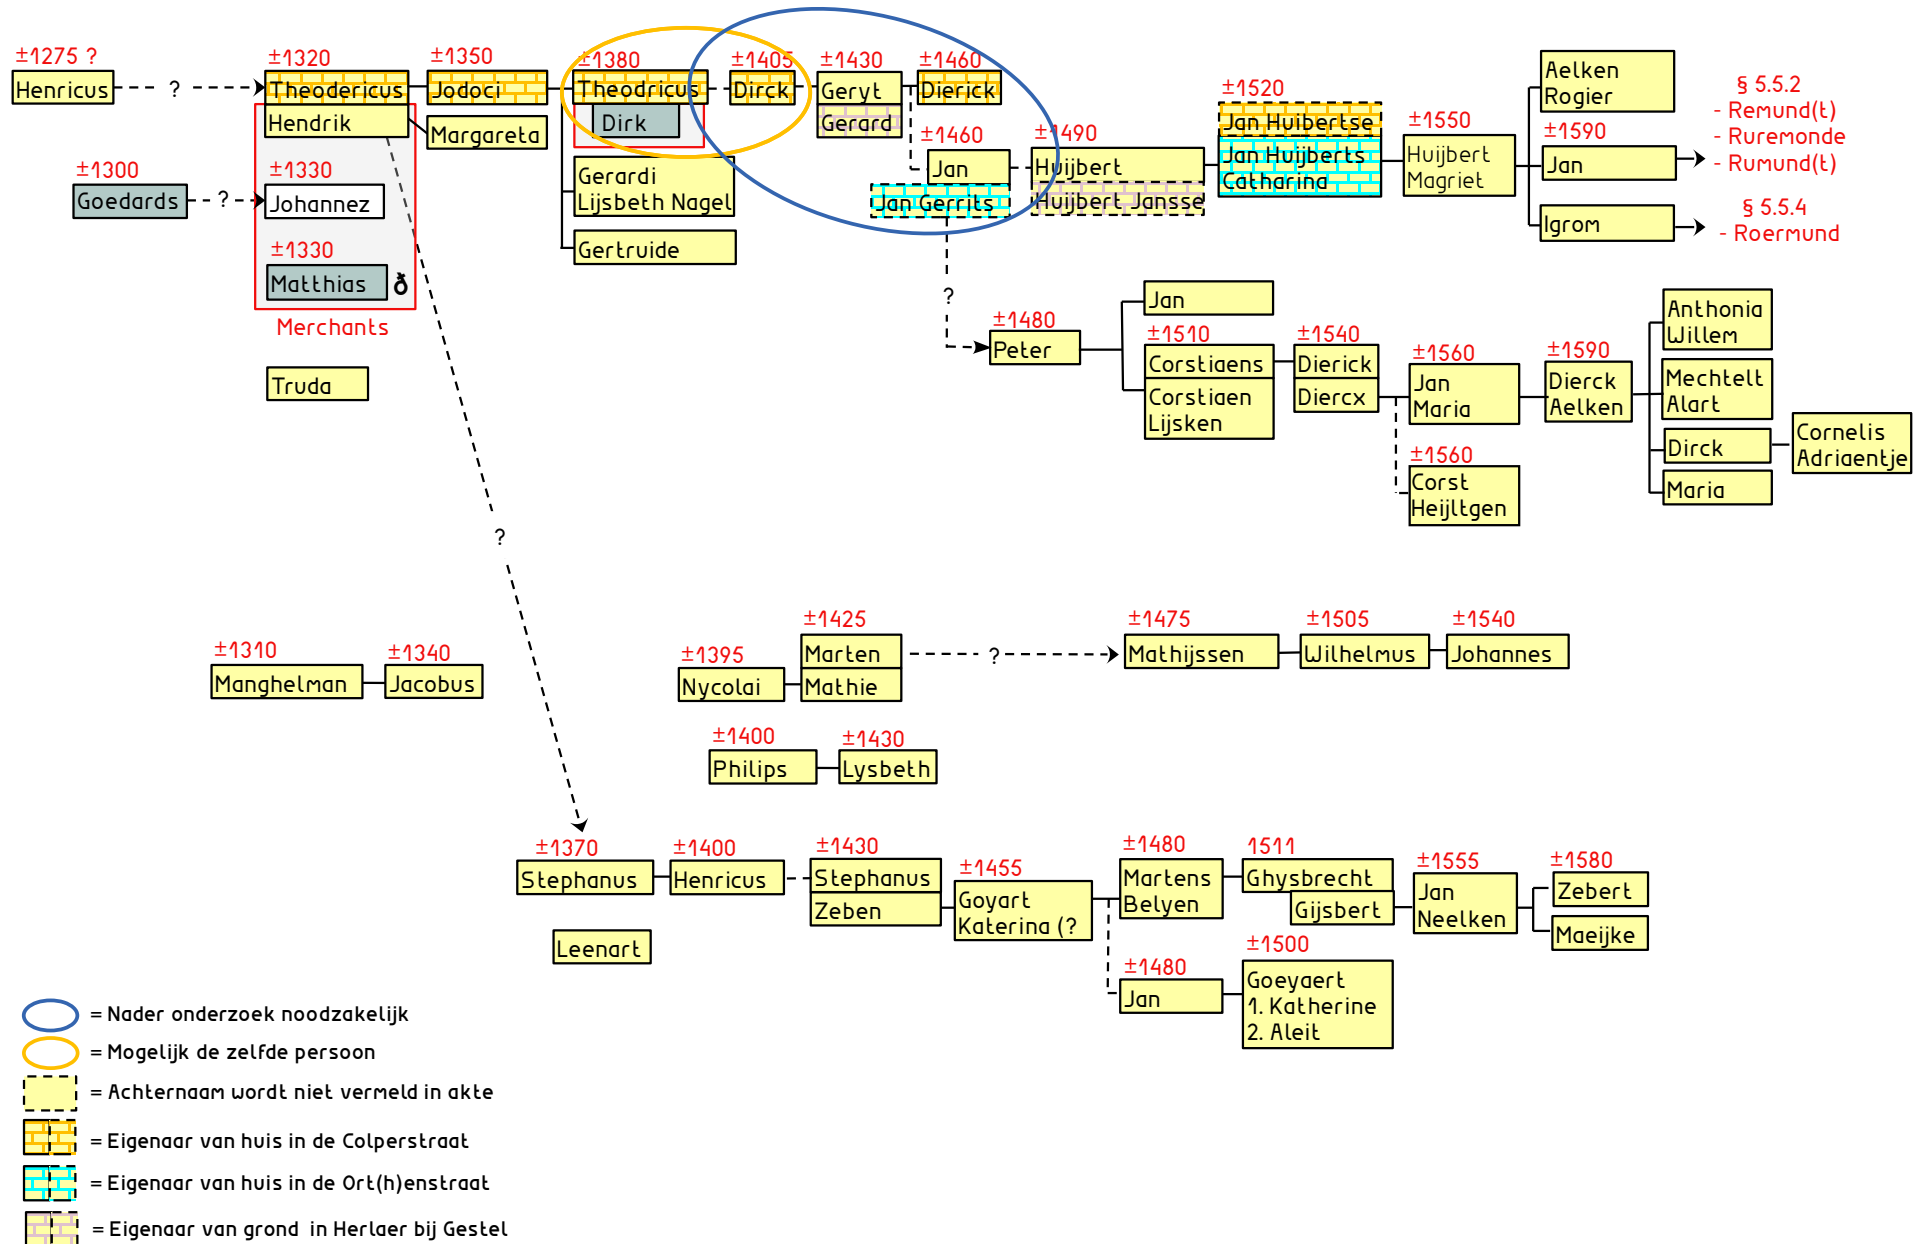 ±1275 ?
Henricus
?
±1320
Theodericus
Hendrik
±1350
Jodoci
Margareta
±1380
Theodricus
Dirk
±1405
Dirck
±1430
Geryt
Gerard
±1460
Dierick
±1460
Jan
Jan Gerrits
±1490
Huijbert
Huijbert Jansse
±1520
Jan Huibertse
Jan Huijberts
Catharina
±1550
Huijbert
Magriet
Aelken
Rogier
±1590
Jan
Igrom
§ 5.5.2
- Remund(t)
- Ruremonde
- Rumund(t)
§ 5.5.4
- Roermund
±1300
Goedards
?
±1330
Johannez
±1330
Matthias
ð
Merchants
Truda
Gerardi
Lijsbeth Nagel
Gertruide
?
±1480
Peter
Jan
±1510
Corstiaens
Corstiaen
Lijsken
±1540
Dierick
Diercx
±1560
Jan
Maria
±1560
Corst
Heijltgen
±1590
Dierck
Aelken
Anthonia
Willem
Mechtelt
Alart
Dirck
Maria
Cornelis
Adriaentje
?
±1310
Manghelman
±1340
Jacobus
±1395
Nycolai
±1425
Marten
Mathie
?
±1475
Mathijssen
±1505
Wilhelmus
±1540
Johannes
±1400
Philips
±1430
Lysbeth
±1370
Stephanus
±1400
Henricus
±1430
Stephanus
Zeben
±1455
Goyart
Katerina (?
±1480
Martens
Belyen
1511
Ghysbrecht
Gijsbert
±1555
Jan
Neelken
±1580
Zebert
Maeijke
Leenart
±1480
Jan
±1500
Goeyaert
1. Katherine
2. Aleit
= Nader onderzoek noodzakelijk
= Mogelijk de zelfde persoon
= Achternaam wordt niet vermeld in akte
= Eigenaar van huis in de Colperstraat
= Eigenaar van huis in de Ort(h)enstraat
= Eigenaar van grond in Herlaer bij Gestel